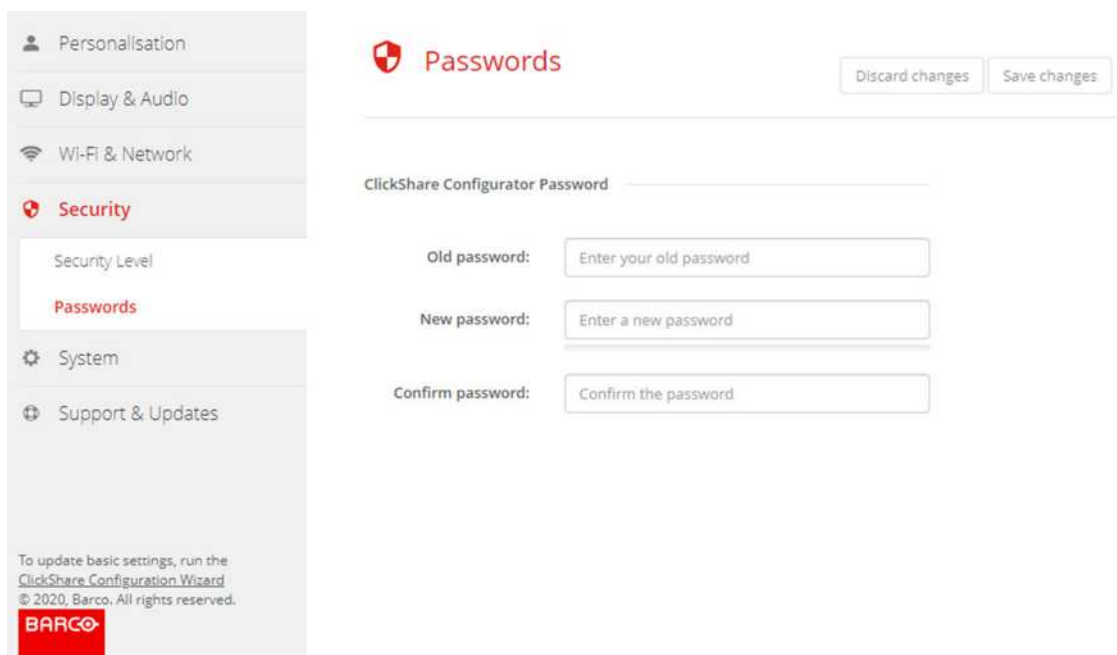 Personalisation
Display & Audio
Wi-Fi & Network
Security
Security Level
Passwords
System
Support & Updates
To update basic settings, run the
ClickShare Configuration Wizard
© 2020, Barco. All rights reserved.
BARCO
Passwords
Discard changes
Save changes
ClickShare Configurator Password
Old password: Enter your old password
New password: Enter a new password
Confirm password: Confirm the password